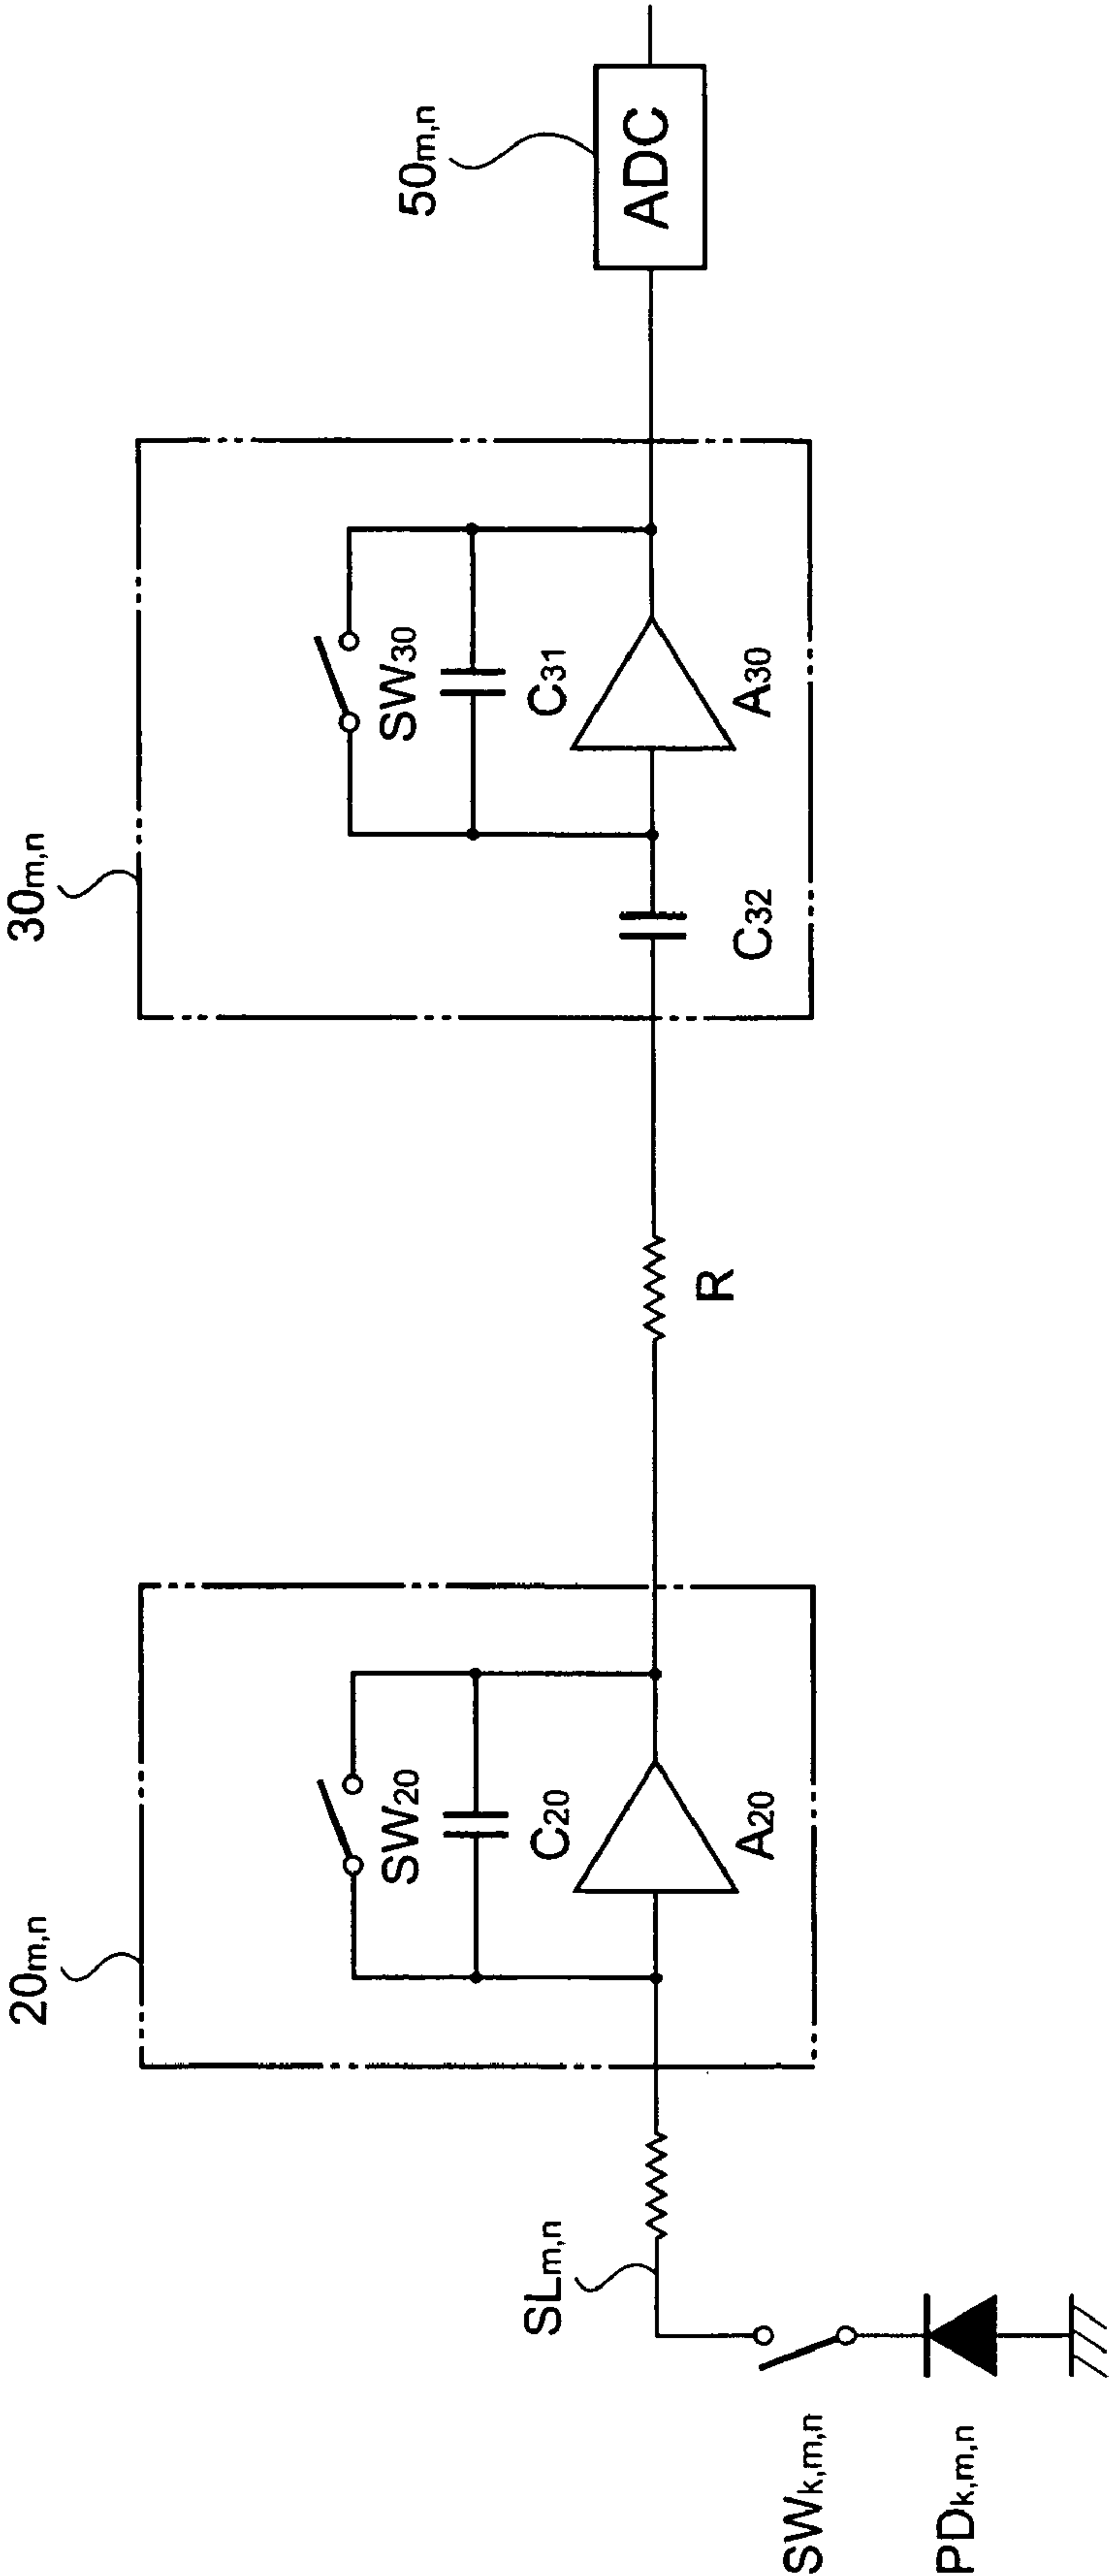 20m,n
30m,n
50m,n
SW20
C20
A20
SW30
C31
A30
C32
R
ADC
SLm,n
SWk,m,n
PDk,m,n